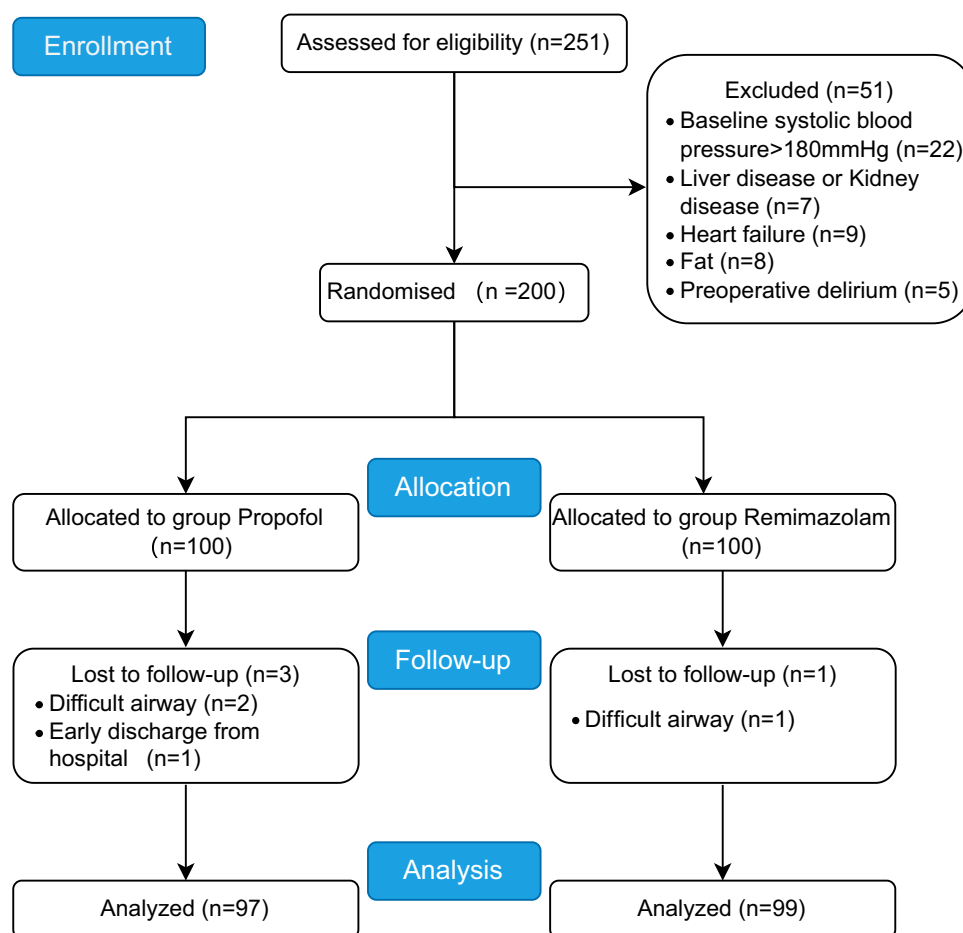 Enrollment
Assessed for eligibility (n=251)
Excluded (n=51)
• Baseline systolic blood
pressure>180mmHg (n=22)
• Liver disease or Kidney
disease (n=7)
• Heart failure (n=9)
• Fat (n=8)
• Preoperative delirium (n=5)
Randomised (n =200)
Allocation
Allocated to group Propofol
(n=100)
Allocated to group Remimazolam
(n=100)
Follow-up
Lost to follow-up (n=3)
• Difficult airway (n=2)
• Early discharge from
hospital (n=1)
Lost to follow-up (n=1)
• Difficult airway (n=1)
Analysis
Analyzed (n=97)
Analyzed (n=99)